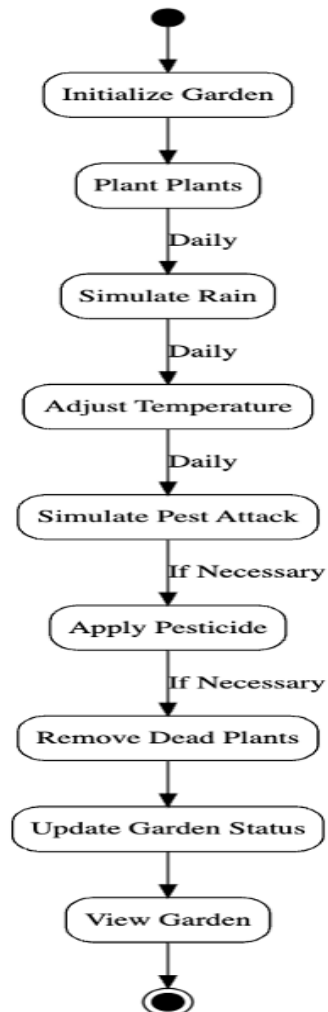 Initialize Garden
Plant Plants
Daily
Simulate Rain
Daily
Adjust Temperature
Daily
Simulate Pest Attack
If Necessary
Apply Pesticide
If Necessary
Remove Dead Plants
Update Garden Status
View Garden